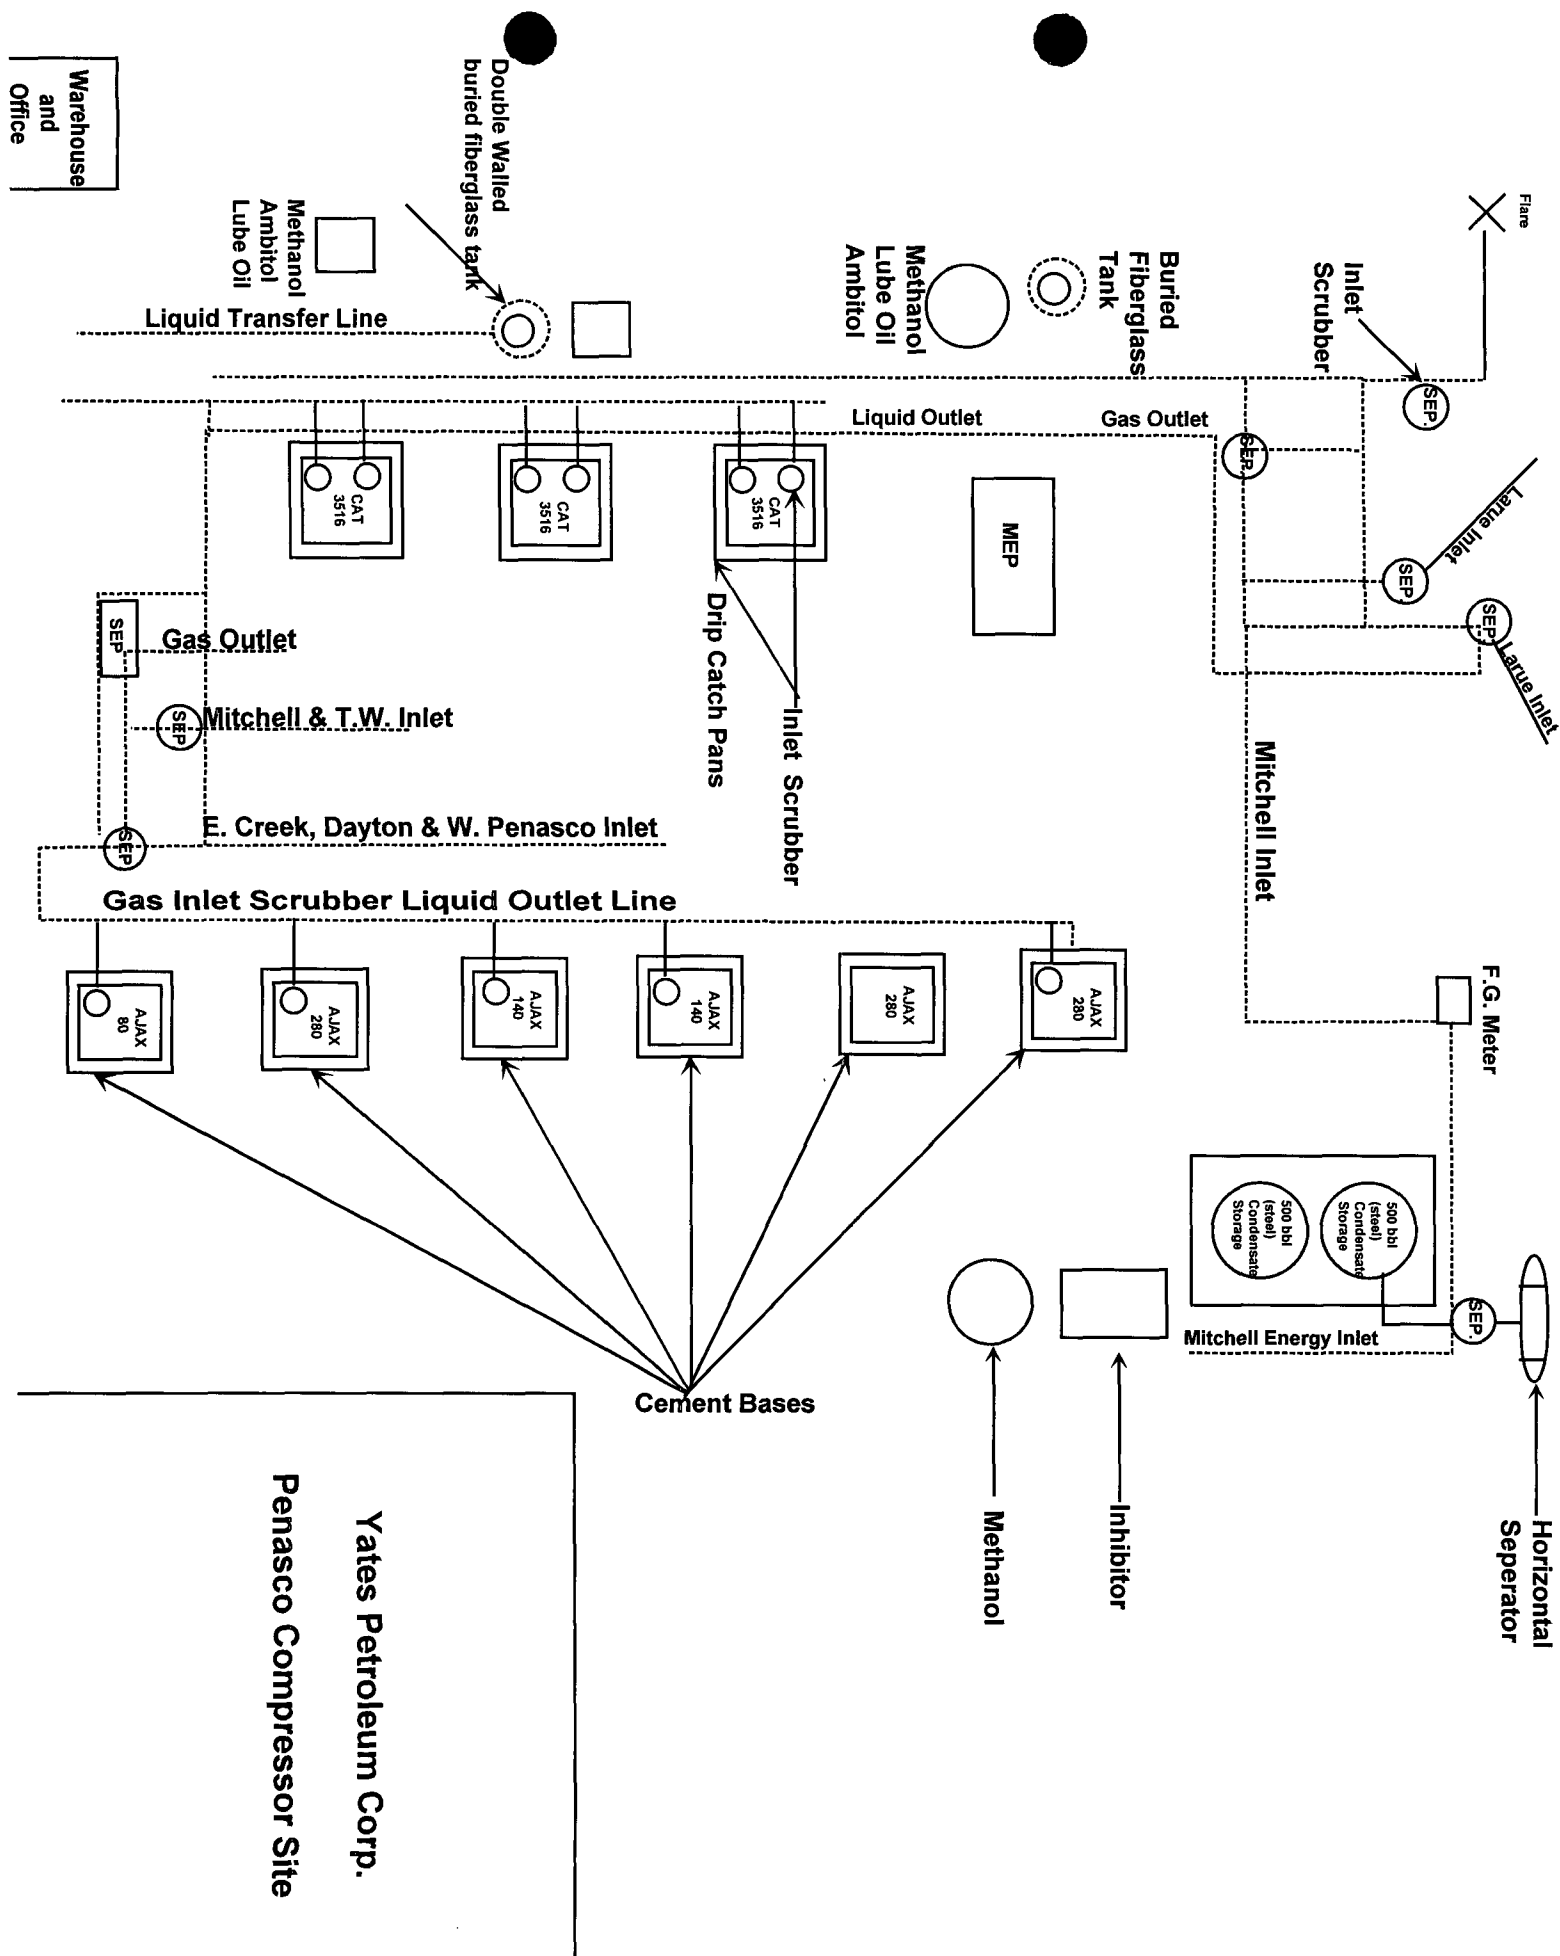 Flare
Inlet
Scrubber
SEP.
Larue Inlet
SEP.
SEP.
Larue Inlet
Buried
Fiberglass
Tank
Methanol
Lube Oil
Ambitol
Double Walled
buried fiberglass tank
Methanol
Ambitol
Lube Oil
Warehouse
and
Office
Liquid Transfer Line
Liquid Outlet
Gas Outlet
SEP.
CAT
3516
CAT
3516
CAT
3516
MEP
Drip Catch Pans
Inlet Scrubber
SEP
Gas Outlet
SEP
Mitchell & T.W. Inlet
SEP
E. Creek, Dayton & W. Penasco Inlet
Gas Inlet Scrubber Liquid Outlet Line
Mitchell Inlet
F.G. Meter
AJAX
80
AJAX
280
AJAX
140
AJAX
140
AJAX
280
AJAX
280
500 bbl
(steel)
Condensate
Storage
500 bbl
(steel)
Condensate
Storage
SEP.
Mitchell Energy Inlet
Cement Bases
Horizontal
Seperator
Inhibitor
Methanol
Yates Petroleum Corp.
Penasco Compressor Site